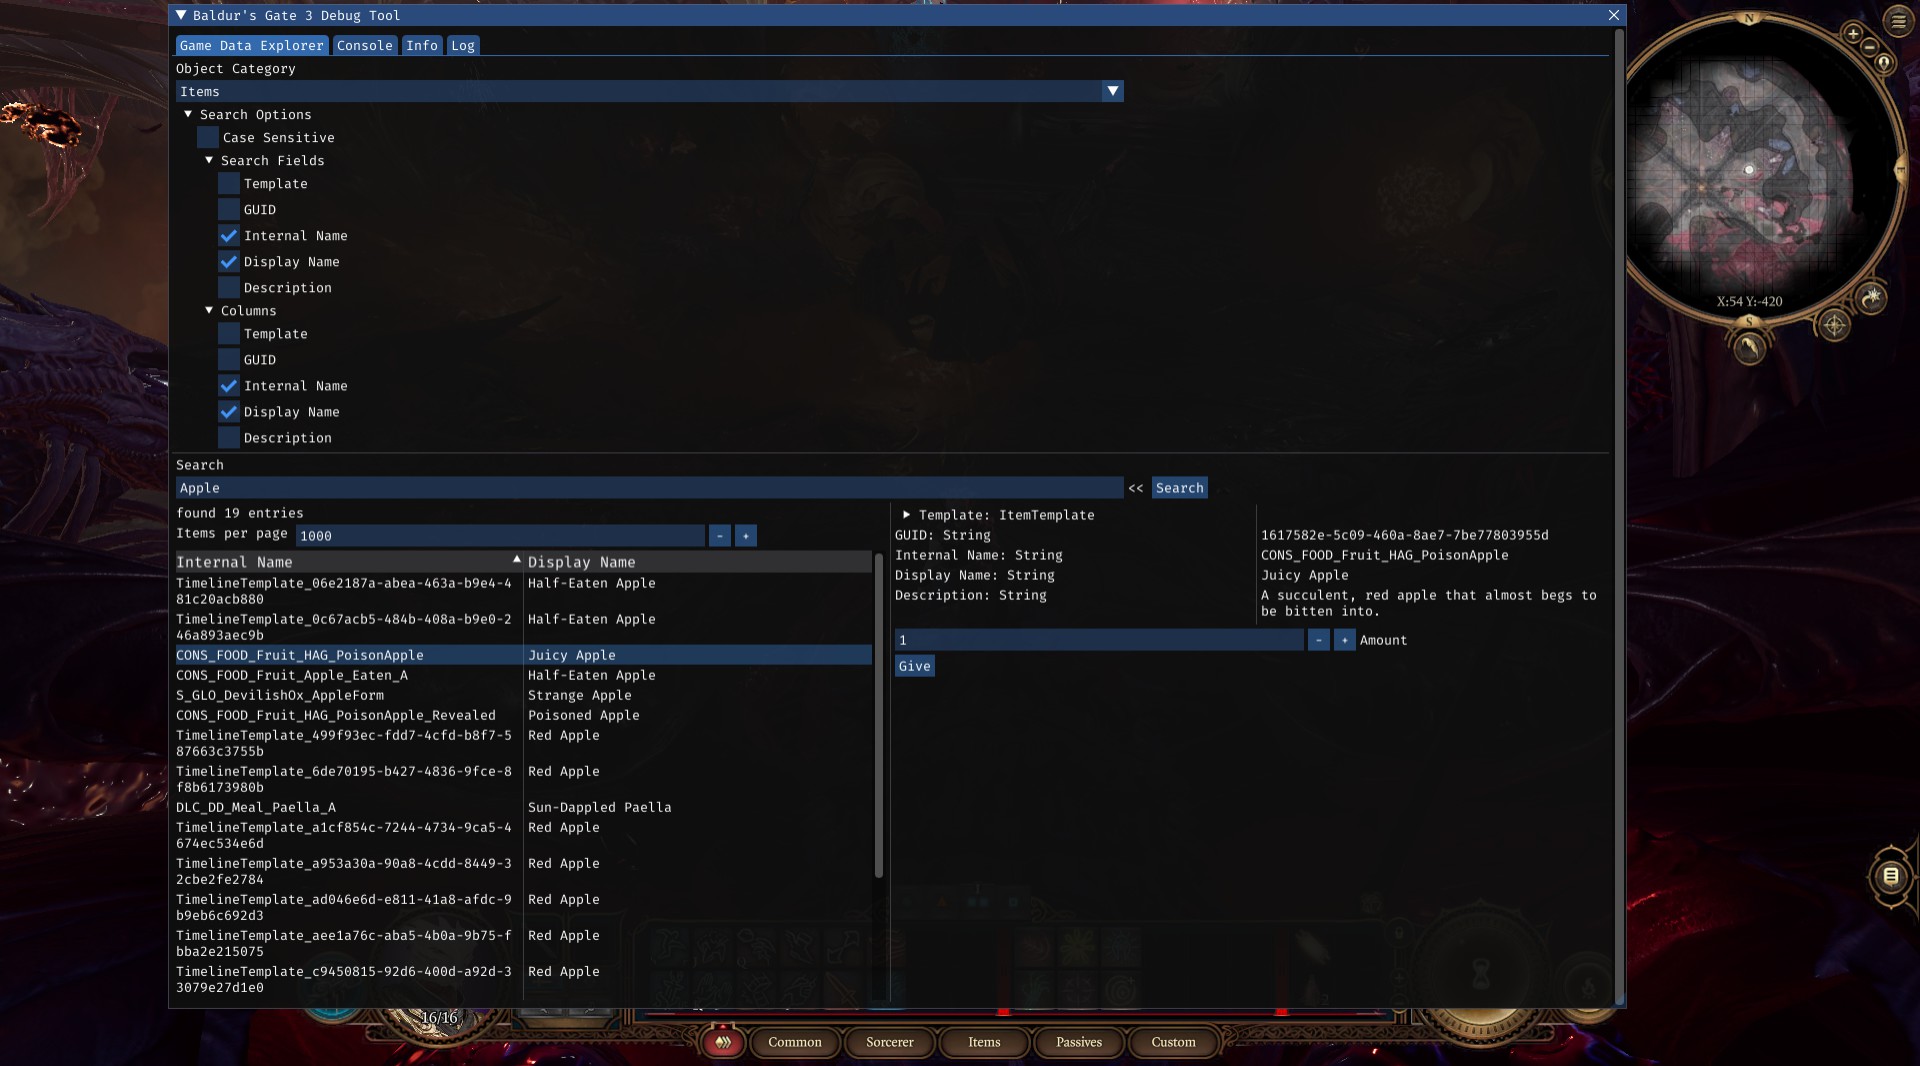 Baldur's Gate 3 Debug Tool
Game Data Explorer Console Info Log
Object Category
Items
Search Options
Case Sensitive
Search Fields
Template
GUID
Internal Name
Display Name
Description
Columns
Template
GUID
Internal Name
Display Name
Description
Search
Apple << Search
found 19 entries
Items per page 1000 - +
Internal Name Display Name
TimelineTemplate_06e2187a-abea-463a-b9e4-4 Half-Eaten Apple
81c20acb880
TimelineTemplate_0c67acb5-484b-408a-b9e0-2 Half-Eaten Apple
46a893aec9b
CONS_FOOD_Fruit_HAG_PoisonApple Juicy Apple
CONS_FOOD_Fruit_Apple_Eaten_A Half-Eaten Apple
S_GLO_DevilishOx_AppleForm Strange Apple
CONS_FOOD_Fruit_HAG_PoisonApple_Revealed Poisoned Apple
TimelineTemplate_499f93ec-fdd7-4cfd-b8f7-5 Red Apple
87663c3755b
TimelineTemplate_6de70195-b427-4836-9fce-8 Red Apple
f8b6173980b
DLC_DD_Meal_Paella_A Sun-Dappled Paella
TimelineTemplate_a1cf854c-7244-4734-9ca5-4 Red Apple
674ec534e6d
TimelineTemplate_a953a30a-90a8-4cdd-8449-3 Red Apple
2cbe2fe2784
TimelineTemplate_ad046e6d-e811-41a8-afdc-9 Red Apple
b9eb6c692d3
TimelineTemplate_aee1a76c-aba5-4b0a-9b75-f Red Apple
bba2e215075
TimelineTemplate_c9450815-92d6-400d-a92d-3 Red Apple
3079e27d1e0
Template: ItemTemplate
GUID: String 1617582e-5c09-460a-8ae7-7be77803955d
Internal Name: String CONS_FOOD_Fruit_HAG_PoisonApple
Display Name: String Juicy Apple
Description: String A succulent, red apple that almost begs to
be bitten into.
1 - + Amount
Give
N
X:54 Y:-420
S
16/16
Common Sorcerer Items Passives Custom